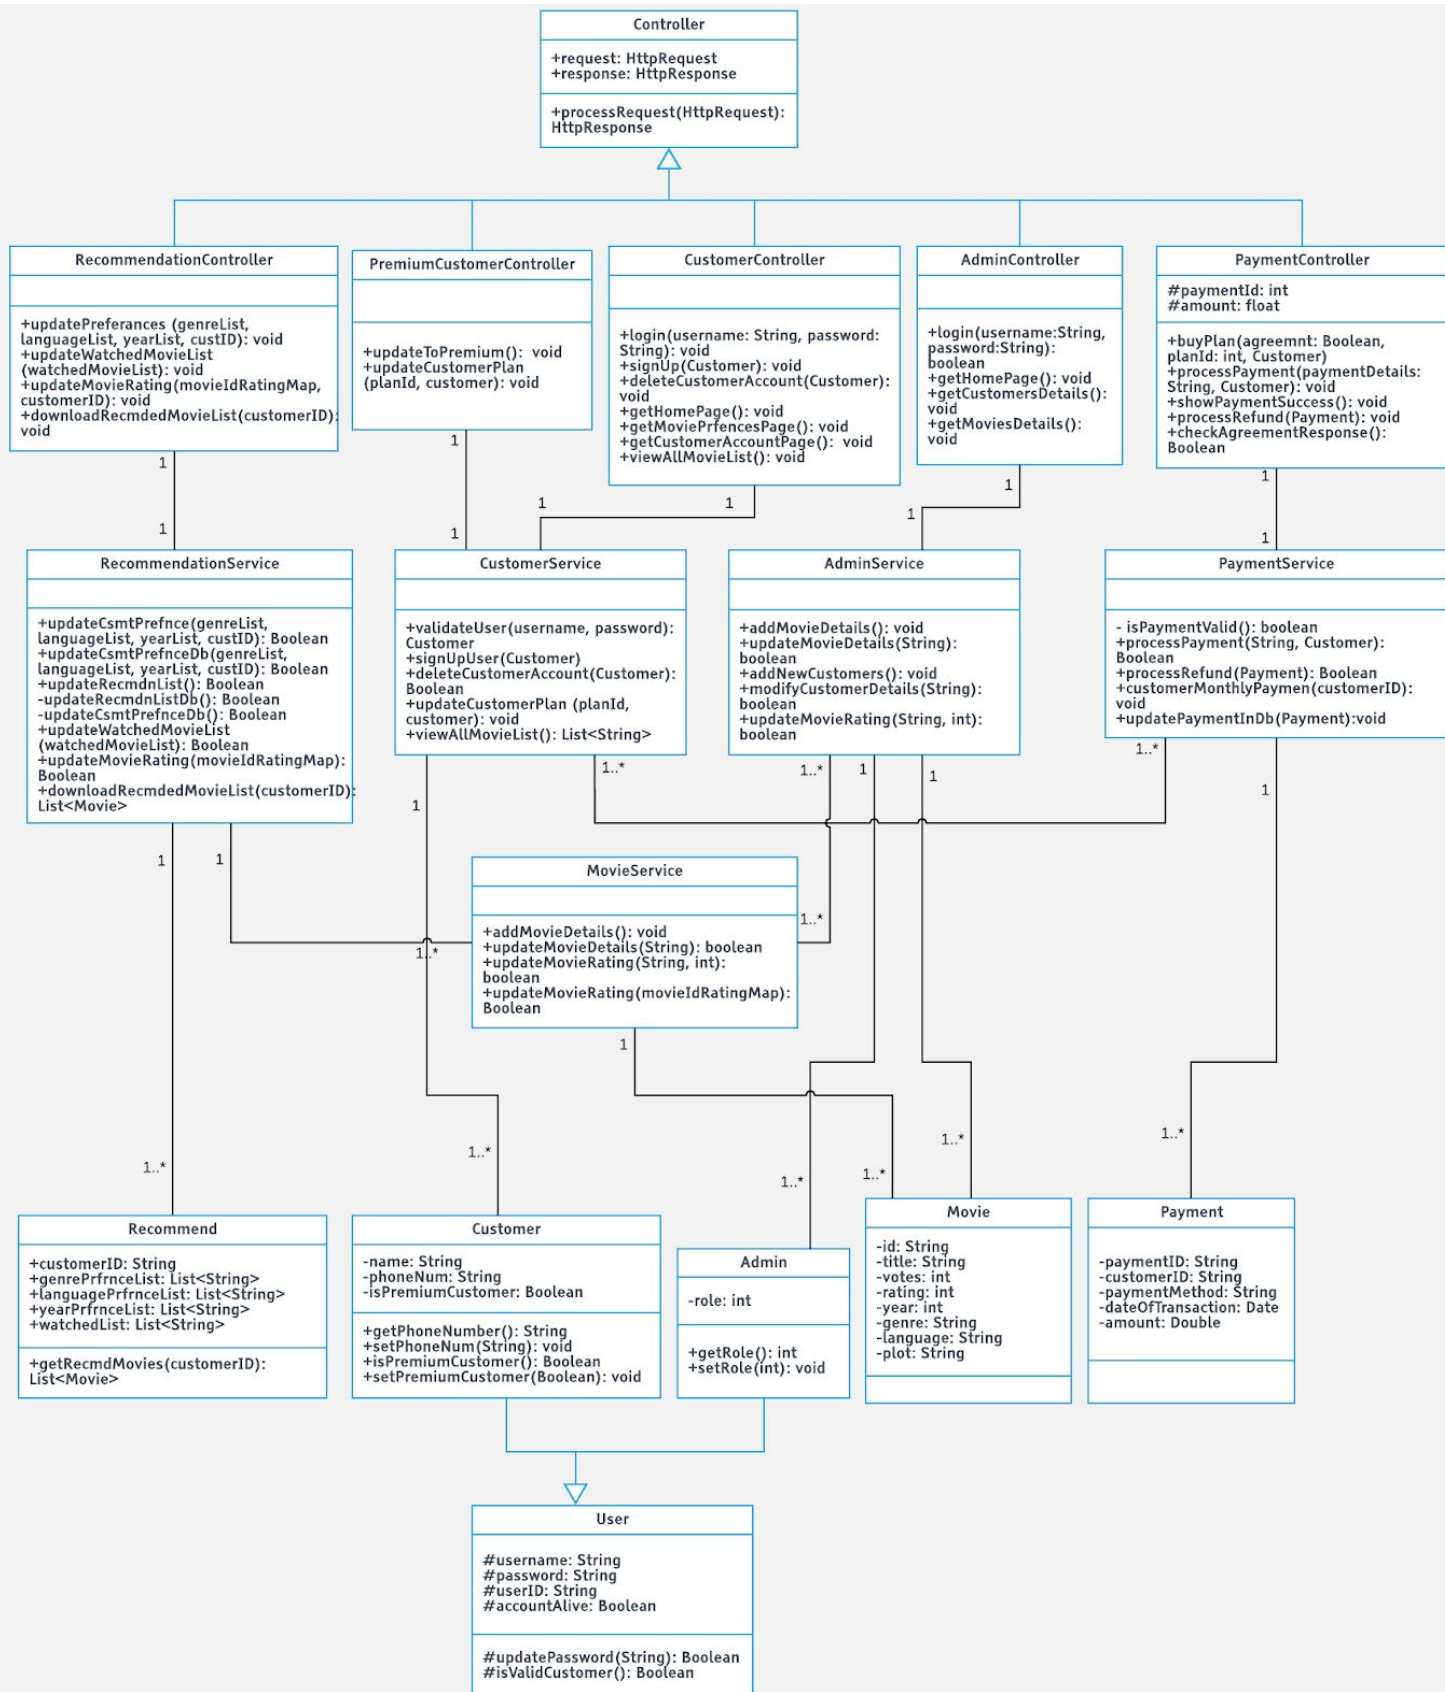 Controller
+request: HttpRequest
+response: HttpResponse
+processRequest(HttpRequest):
HttpResponse
RecommendationController
+updatePreferances (genreList,
languageList, yearList, custID): void
+updateWatchedMovieList
(watchedMovieList): void
+updateMovieRating(movieIdRatingMap,
customerID): void
+downloadRecmdedMovieList(customerID):
void
PremiumCustomerController
+updateToPremium(): void
+updateCustomerPlan
(planId, customer): void
CustomerController
+login(username: String, password:
String): void
+signUp(Customer): void
+deleteCustomerAccount(Customer):
void
+getHomePage(): void
+getMoviePrfencesPage(): void
+getCustomerAccountPage(): void
+viewAllMovieList(): void
AdminController
+login(username:String,
password:String):
boolean
+getHomePage(): void
+getCustomersDetails():
void
+getMoviesDetails():
void
PaymentController
#paymentId: int
#amount: float
+buyPlan(agreemnt: Boolean,
planId: int, Customer)
+processPayment(paymentDetails:
String, Customer): void
+showPaymentSuccess(): void
+processRefund(Payment): void
+checkAgreementResponse():
Boolean
1
1
1
1
1
1
1
1
1
1
RecommendationService
+updateCsmtPrefnce(genreList,
languageList, yearList, custID): Boolean
+updateCsmtPrefnceDb(genreList,
languageList, yearList, custID): Boolean
+updateRecmdnList(): Boolean
-updateRecmdnListDb(): Boolean
-updateCsmtPrefnceDb(): Boolean
+updateWatchedMovieList
(watchedMovieList): Boolean
+updateMovieRating(movieIdRatingMap):
Boolean
+downloadRecmdedMovieList(customerID):
List<Movie>
CustomerService
+validateUser(username, password):
Customer
+signUpUser(Customer)
+deleteCustomerAccount(Customer):
Boolean
+updateCustomerPlan (planId,
customer): void
+viewAllMovieList(): List<String>
AdminService
+addMovieDetails(): void
+updateMovieDetails(String):
boolean
+addNewCustomers(): void
+modifyCustomerDetails(String):
boolean
+updateMovieRating(String, int):
boolean
PaymentService
- isPaymentValid(): boolean
+processPayment(String, Customer):
Boolean
+processRefund(Payment): Boolean
+customerMonthlyPaymen(customerID):
void
+updatePaymentInDb(Payment):void
1
1
1
1..*
1..*
1
1
1..*
1
MovieService
+addMovieDetails(): void
+updateMovieDetails(String): boolean
+updateMovieRating(String, int):
boolean
+updateMovieRating(movieIdRatingMap):
Boolean
1..*
1..*
1
1..*
1..*
1..*
1..*
1..*
1..*
Recommend
+customerID: String
+genrePrfrnceList: List<String>
+languagePrfrnceList: List<String>
+yearPrfrnceList: List<String>
+watchedList: List<String>
+getRecmdMovies(customerID):
List<Movie>
Customer
-name: String
-phoneNum: String
-isPremiumCustomer: Boolean
+getPhoneNumber(): String
+setPhoneNum(String): void
+isPremiumCustomer(): Boolean
+setPremiumCustomer(Boolean): void
Admin
-role: int
+getRole(): int
+setRole(int): void
Movie
-id: String
-title: String
-votes: int
-rating: int
-year: int
-genre: String
-language: String
-plot: String
Payment
-paymentID: String
-customerID: String
-paymentMethod: String
-dateOfTransaction: Date
-amount: Double
User
#username: String
#password: String
#userID: String
#accountAlive: Boolean
#updatePassword(String): Boolean
#isValidCustomer(): Boolean